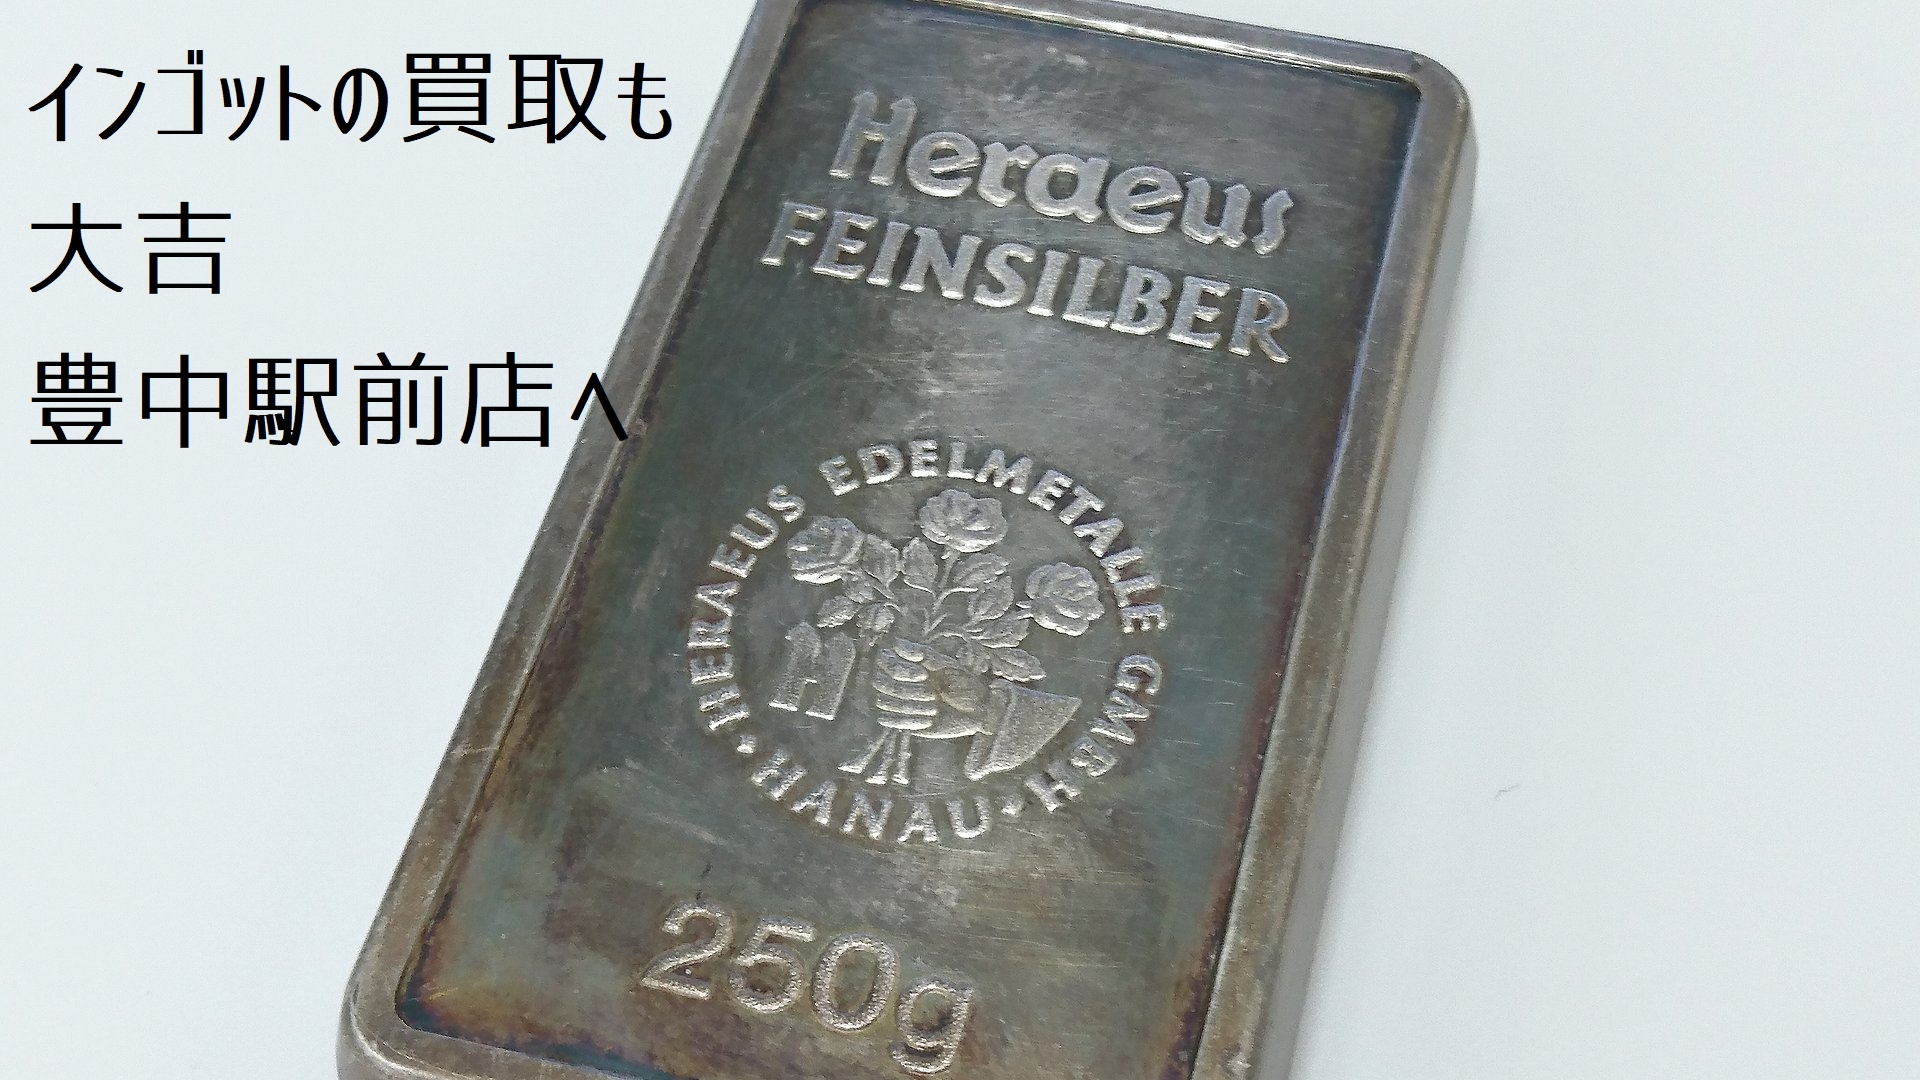 インゴットの買取も
大吉
豊中駅前店へ
Heraeus
FEINSILBER
HERAEUS EDELMETALLE GMBH
· HANAU ·
H
250g